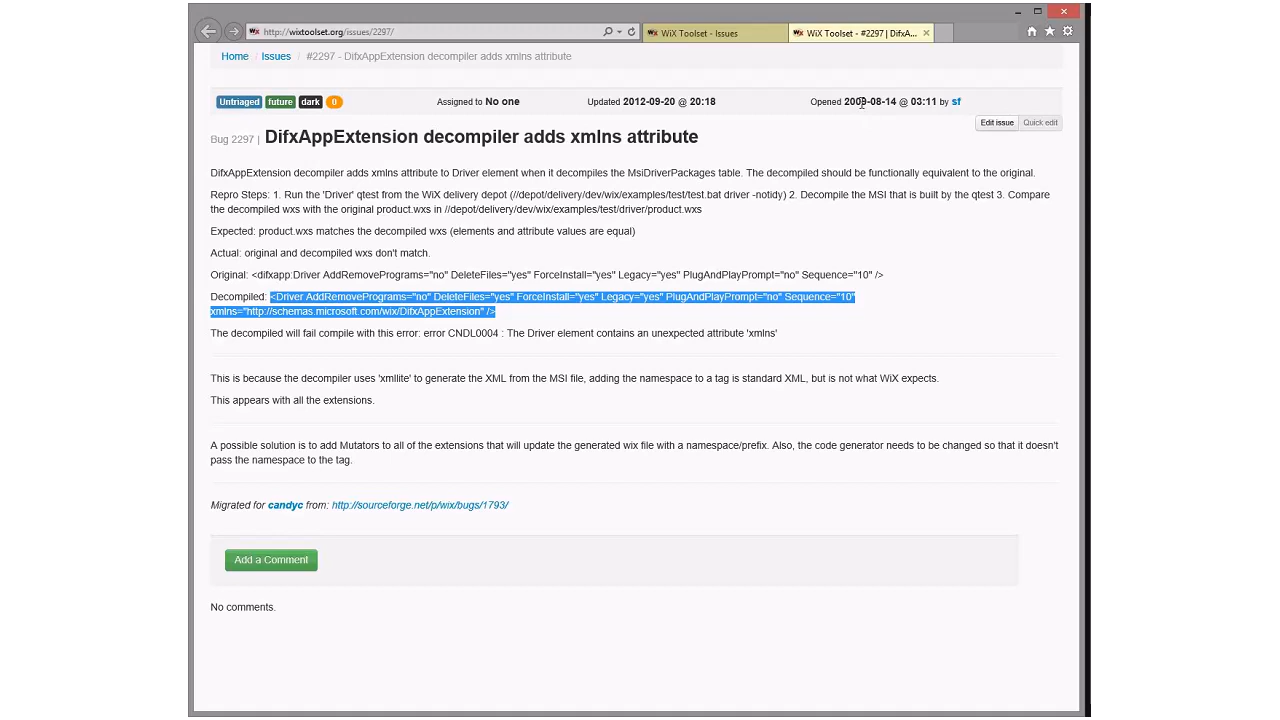 http://wixtoolset.org/issues/2297/
WiX Toolset - Issues
WiX Toolset - #2297 | DifxA...
Home / Issues / #2297 - DifxAppExtension decompiler adds xmlns attribute
Untriaged future dark 0
Assigned to No one
Updated 2012-09-20 @ 20:18
Opened 2009-08-14 @ 03:11 by sf
Edit issue Quick edit
Bug 2297 | DifxAppExtension decompiler adds xmlns attribute
DifxAppExtension decompiler adds xmlns attribute to Driver element when it decompiles the MsiDriverPackages table. The decompiled should be functionally equivalent to the original.
Repro Steps: 1. Run the 'Driver' qtest from the WiX delivery depot (//depot/delivery/dev/wix/examples/test/test.bat driver -notidy) 2. Decompile the MSI that is built by the qtest 3. Compare
the decompiled wxs with the original product.wxs in //depot/delivery/dev/wix/examples/test/driver/product.wxs
Expected: product.wxs matches the decompiled wxs (elements and attribute values are equal)
Actual: original and decompiled wxs don't match.
Original: <difxapp:Driver AddRemovePrograms="no" DeleteFiles="yes" ForceInstall="yes" Legacy="yes" PlugAndPlayPrompt="no" Sequence="10" />
Decompiled: <Driver AddRemovePrograms="no" DeleteFiles="yes" ForceInstall="yes" Legacy="yes" PlugAndPlayPrompt="no" Sequence="10"
xmlns="http://schemas.microsoft.com/wix/DifxAppExtension" />
The decompiled will fail compile with this error: error CNDL0004 : The Driver element contains an unexpected attribute 'xmlns'
This is because the decompiler uses 'xmllite' to generate the XML from the MSI file, adding the namespace to a tag is standard XML, but is not what WiX expects.
This appears with all the extensions.
A possible solution is to add Mutators to all of the extensions that will update the generated wix file with a namespace/prefix. Also, the code generator needs to be changed so that it doesn't
pass the namespace to the tag.
Migrated for candyc from: http://sourceforge.net/p/wix/bugs/1793/
Add a Comment
No comments.